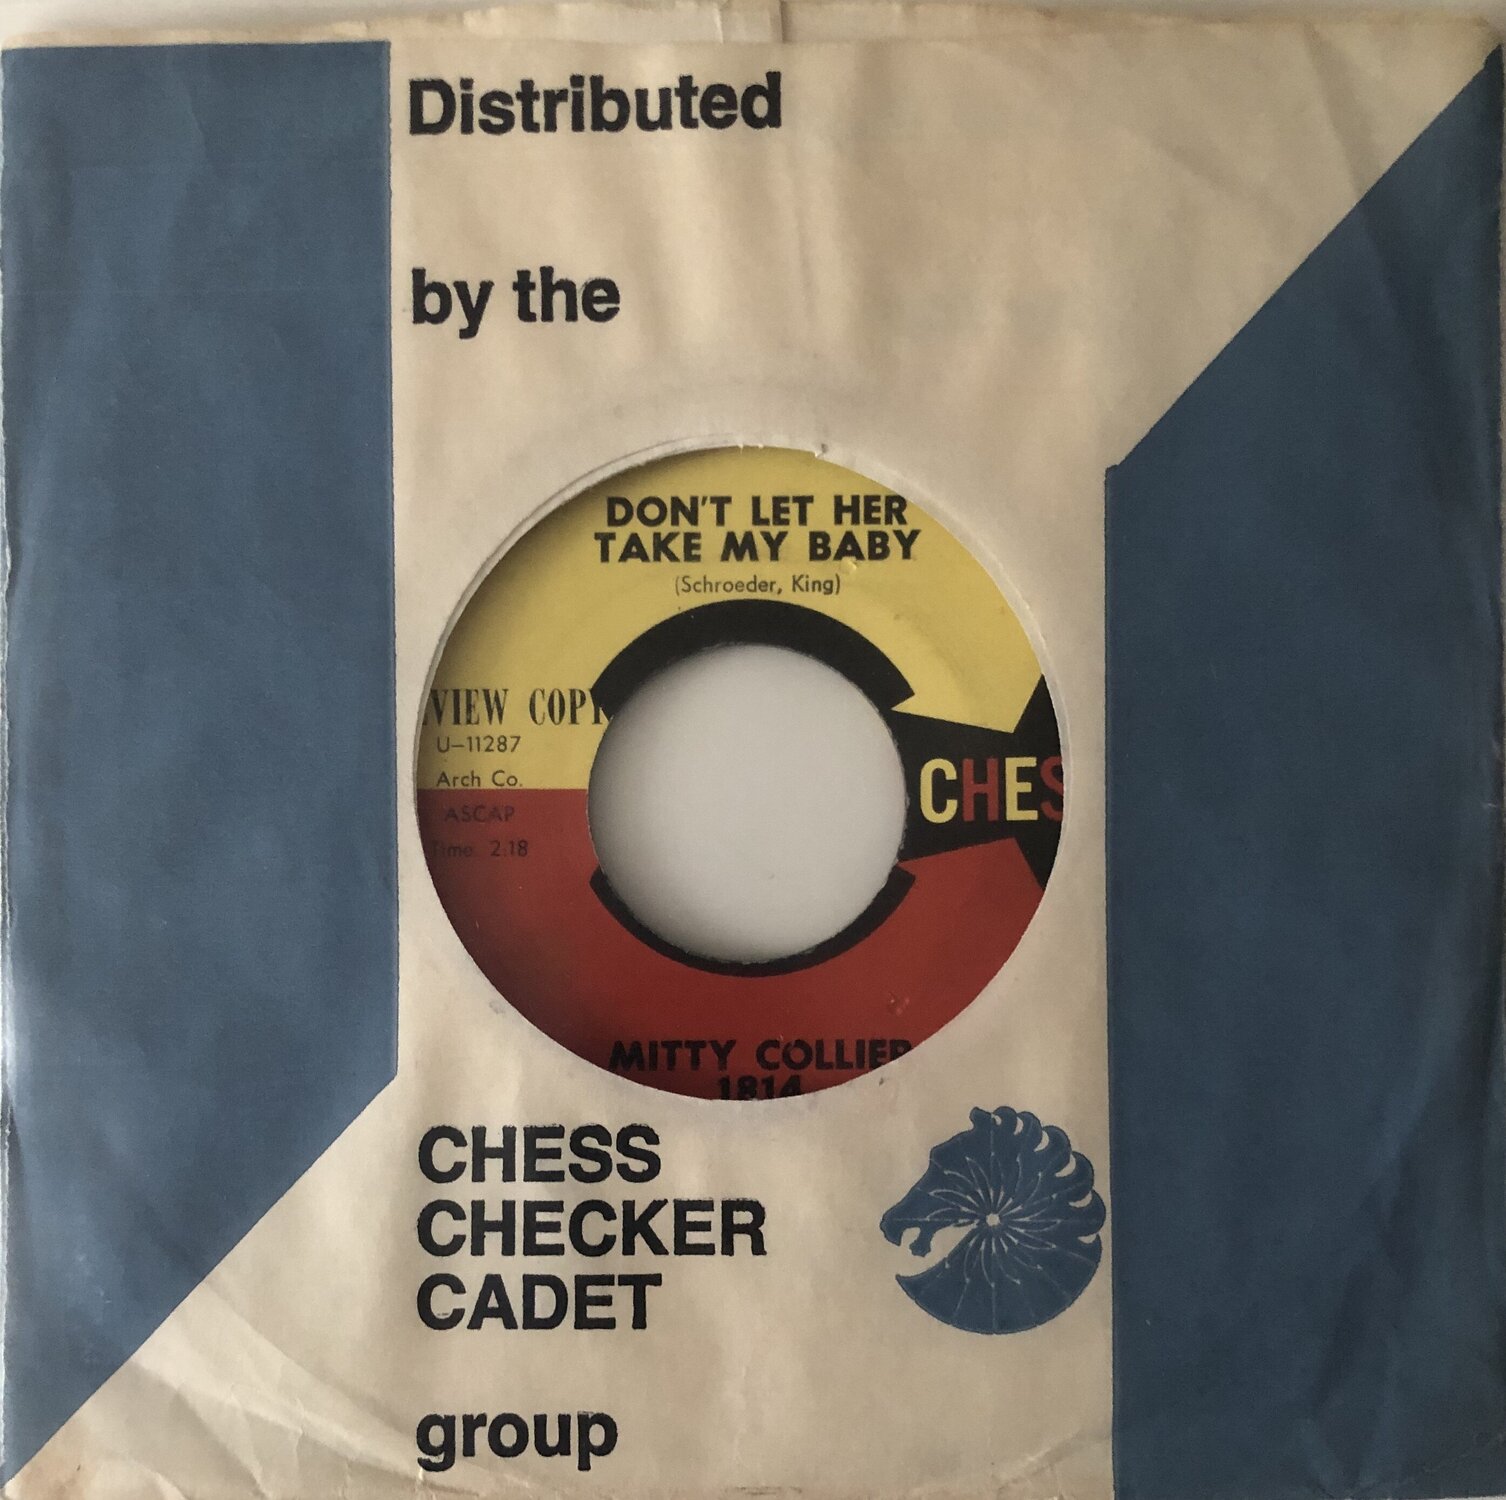 Distributed
by the
DON'T LET HER
TAKE MY BABY
(Schroeder, King)
VIEW COPY
U-11287
Arch Co.
ASCAP
Time 2:18
CHES
MITTY COLLIER
1814
CHESS
CHECKER
CADET
group